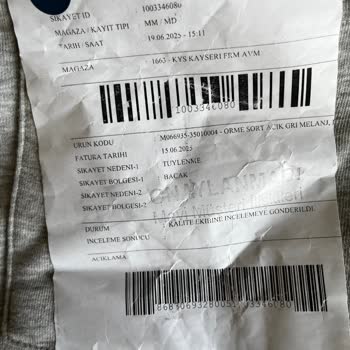 SIKAYET ID 1003346080
MAGAZA / KAYIT TIPI MM / MD
TARIH / SAAT 19.06.2025 - 15:11
MAGAZA 1663 - KYS KAYSERI FRM AVM
1003346080
URUN KODU M066935-35010004 - ORME SORT ACIK GRI MELANJ,
FATURA TARIHI 15.06.2025
SIKAYET NEDENI-1 TUYLENME
SIKAYET BOLGESI-1 BACAK
SIKAYET NEDENI-2
SIKAYET BOLGESI-2
DURUM KALITE EKIBINE INCELEMEYE GONDERILDI
INCELEME SONUCU
ACIKLAMA